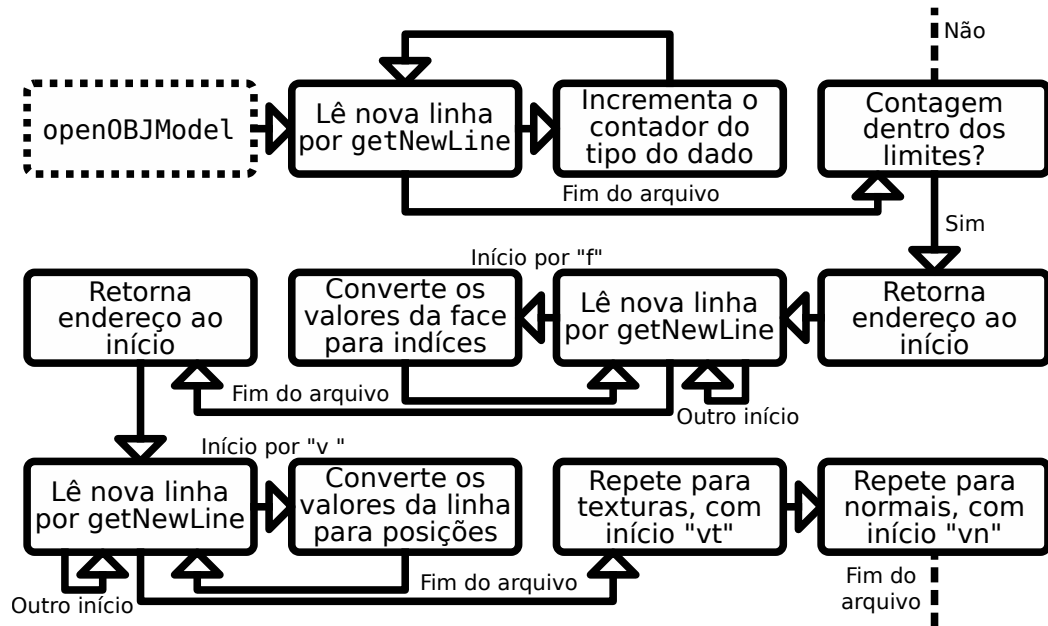 Não
openOBJModel
Lê nova linha
por getNewLine
Incrementa o
contador do
tipo do dado
Contagem
dentro dos
limites?
Fim do arquivo
Sim
Início por "f"
Retorna
endereço ao
início
Converte os
valores da face
para indíces
Lê nova linha
por getNewLine
Retorna
endereço ao
início
Fim do arquivo
Outro início
Início por "v "
Lê nova linha
por getNewLine
Converte os
valores da linha
para posições
Repete para
texturas, com
início "vt"
Repete para
normais, com
início "vn"
Outro início
Fim do arquivo
Fim do
arquivo